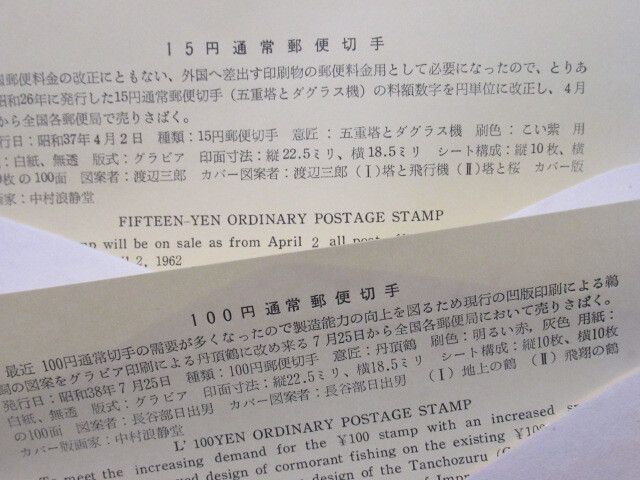 15円通常郵便切手
国郵便料金の改正にともない、外国へ差出す印刷物の郵便料金用として必要になったので、とりあ
昭和26年に発行した15円通常郵便切手（五重塔とダグラス機）の料額数字を円単位に改正し、4月
から全国各郵便局で売りさばく。
行日：昭和37年4月2日 種類：15円郵便切手 意匠：五重塔とダグラス機 刷色：こい紫 用
：白紙、無透 版式：グラビア 印面寸法：縦22.5ミリ、横18.5ミリ シート構成：縦10枚、横
0枚の100面 図案者：渡辺三郎 カバー図案者：渡辺三郎（Ⅰ）塔と飛行機（Ⅱ）塔と桜 カバー版
画家：中村浪静堂
FIFTEEN-YEN ORDINARY POSTAGE STAMP
mp will be on sale as from April 2 all post
il 2, 1962
100円通常郵便切手
最近 100円通常切手の需要が多くなったので製造能力の向上を図るため現行の凹版印刷による鵜
飼の図案をグラビア印刷による丹頂鶴に改め来る7月25日から全国各郵便局において売りさばく。
発行日：昭和38年7月25日 種類：100円郵便切手 意匠：丹頂鶴 刷色：明るい赤，灰色 用紙：
白紙、無透 版式：グラビア 印面寸法：縦22.5ミリ、横18.5ミリ シート構成：縦10枚、横10枚
の100面 図案者：長谷部日出男 カバー図案者：長谷部日出男 （Ⅰ）地上の鶴 （Ⅱ）飛翔の鶴
カバー版画家：中村浪静堂
L' 100YEN ORDINARY POSTAGE STAMP
To meet the increasing demand for the ¥100 stamp with an increased
design of cormorant fishing on the existing ¥100
design of the Tanchozuru